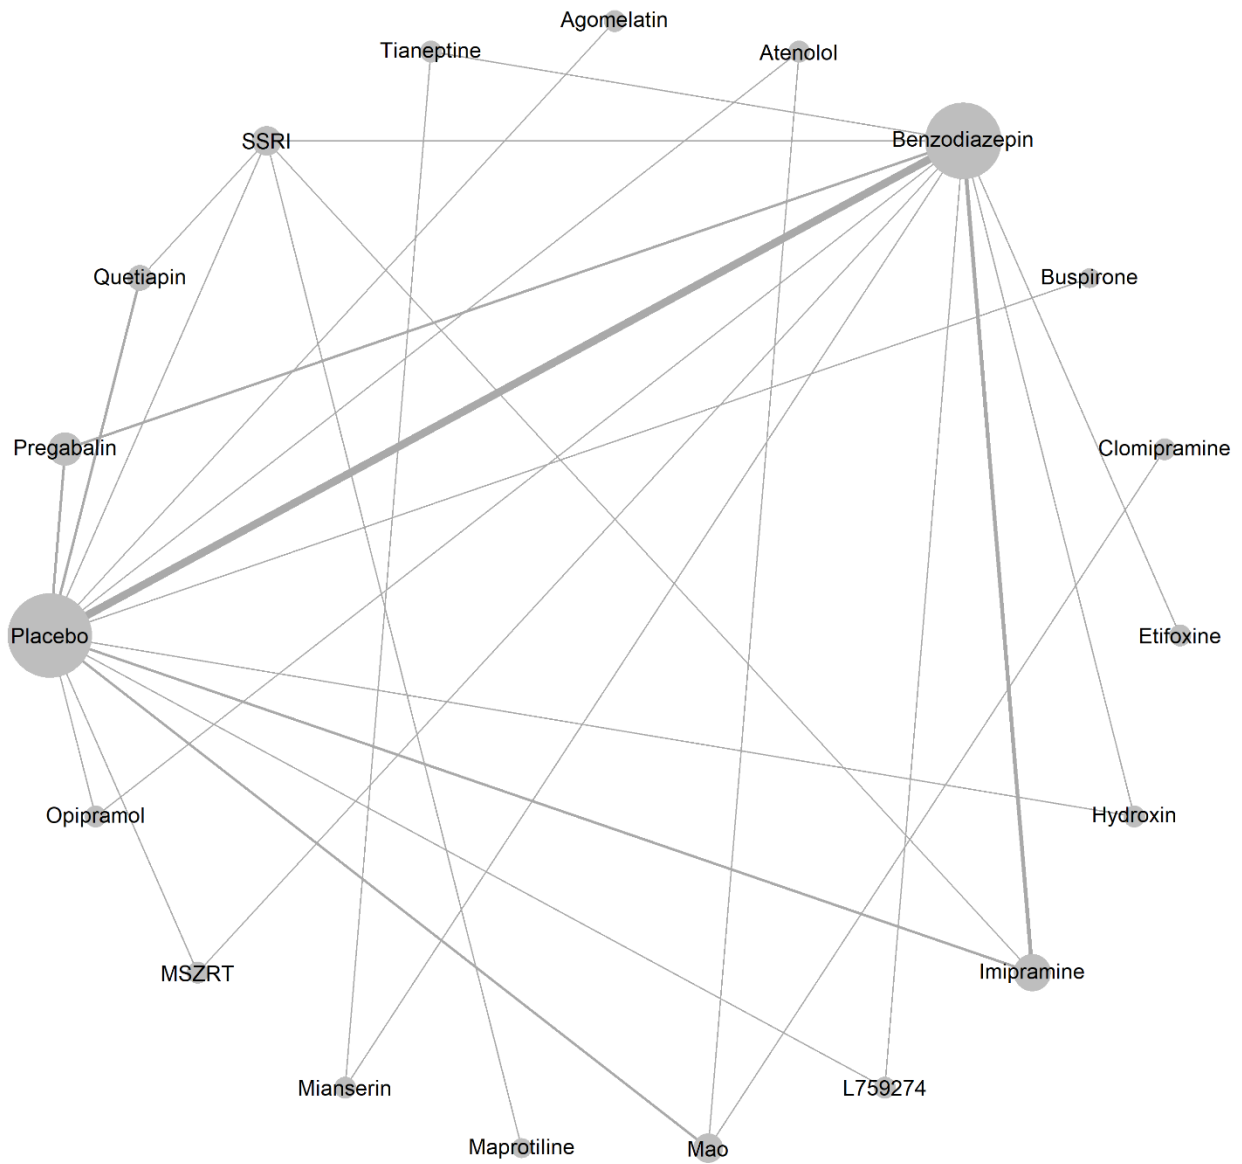 Agomelatin
Tianeptine
Atenolol
SSRI
Benzodiazepin
Quetiapin
Buspirone
Pregabalin
Clomipramine
Placebo
Etifoxine
Opipramol
Hydroxin
MSZRT
Imipramine
Mianserin
L759274
Maprotiline
Mao